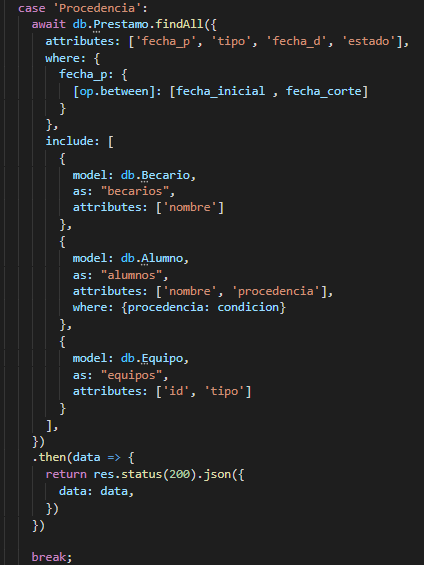 case 'Procedencia':
await db.Prestamo.findAll({
attributes: ['fecha_p', 'tipo', 'fecha_d', 'estado'],
where: {
fecha_p: {
[op.between]: [fecha_inicial , fecha_corte]
}
},
include: [
{
model: db.Becario,
as: "becarios",
attributes: ['nombre']
},
{
model: db.Alumno,
as: "alumnos",
attributes: ['nombre', 'procedencia'],
where: {procedencia: condicion}
},
{
model: db.Equipo,
as: "equipos",
attributes: ['id', 'tipo']
}
],
})
.then(data => {
return res.status(200).json({
data: data,
})
})
break;